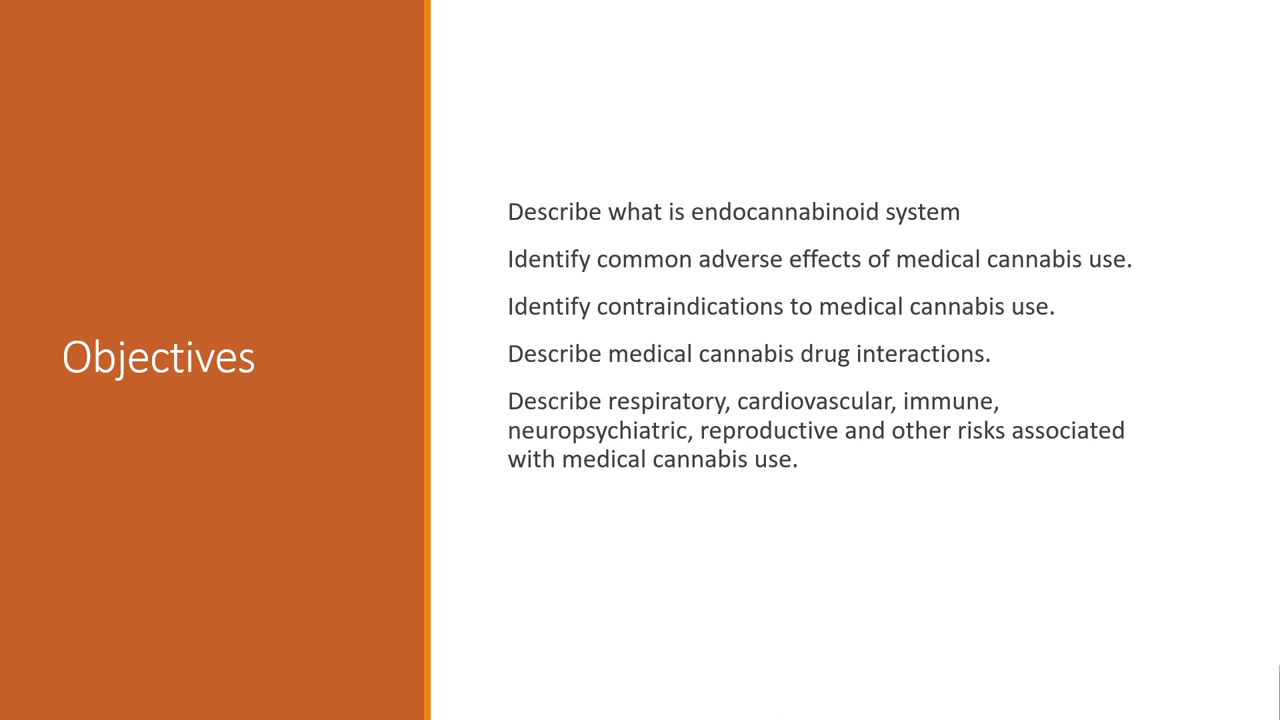 Objectives
Describe what is endocannabinoid system
Identify common adverse effects of medical cannabis use.
Identify contraindications to medical cannabis use.
Describe medical cannabis drug interactions.
Describe respiratory, cardiovascular, immune,
neuropsychiatric, reproductive and other risks associated
with medical cannabis use.